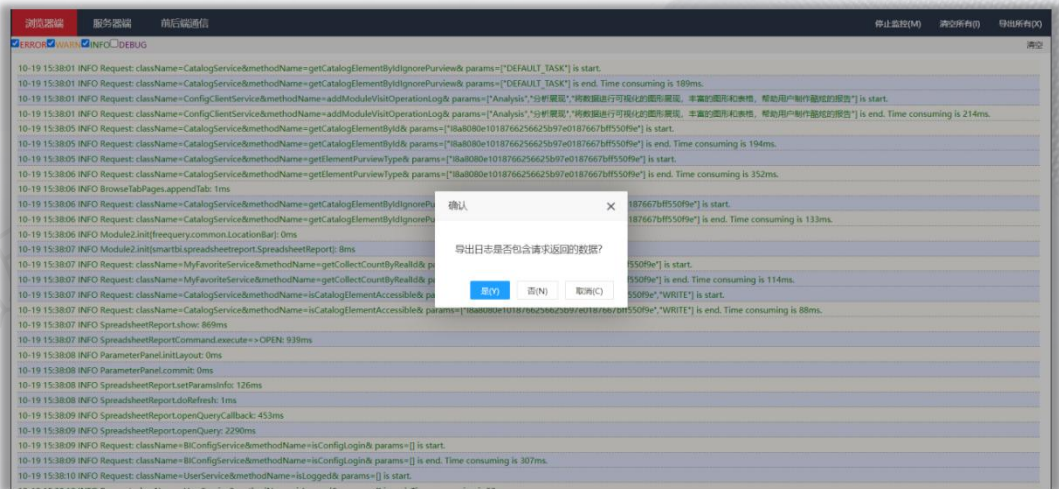 浏览器端 服务器端 前后端通信 停止监控(M) 清空所有(I) 导出所有(X)
ERROR WARN INFO DEBUG 清空
10-19 15:38:01 INFO Request: className=CatalogService&methodName=getCatalogElementByIdIgnorePurview& params=["DEFAULT_TASK"] is start.
10-19 15:38:01 INFO Request: className=CatalogService&methodName=getCatalogElementByIdIgnorePurview& params=["DEFAULT_TASK"] is end. Time consuming is 189ms.
10-19 15:38:01 INFO Request: className=ConfigClientService&methodName=addModuleVisitOperationLog& params=["Analysis","分析展现","将数据进行可视化的图形展现，丰富的图形和表格，帮助用户制作酷炫的报告"] is start.
10-19 15:38:01 INFO Request: className=ConfigClientService&methodName=addModuleVisitOperationLog& params=["Analysis","分析展现","将数据进行可视化的图形展现，丰富的图形和表格，帮助用户制作酷炫的报告"] is end. Time consuming is 214ms.
10-19 15:38:05 INFO Request: className=CatalogService&methodName=getCatalogElementById& params=["I8a8080e1018766256625b97e0187667bff550f9e"] is start.
10-19 15:38:05 INFO Request: className=CatalogService&methodName=getCatalogElementById& params=["I8a8080e1018766256625b97e0187667bff550f9e"] is end. Time consuming is 194ms.
10-19 15:38:05 INFO Request: className=CatalogService&methodName=getElementPurviewType& params=["I8a8080e1018766256625b97e0187667bff550f9e"] is start.
10-19 15:38:06 INFO Request: className=CatalogService&methodName=getElementPurviewType& params=["I8a8080e1018766256625b97e0187667bff550f9e"] is end. Time consuming is 352ms.
10-19 15:38:06 INFO BrowseTabPages.appendTab: 1ms
10-19 15:38:06 INFO Request: className=CatalogService&methodName=getCatalogElementByIdIgnorePu 187667bff550f9e"] is start.
10-19 15:38:06 INFO Request: className=CatalogService&methodName=getCatalogElementByIdIgnorePu 187667bff550f9e"] is end. Time consuming is 133ms.
10-19 15:38:06 INFO Module2.init(freequery.common.LocationBar): 0ms
10-19 15:38:07 INFO Module2.init(smartbi.spreadsheetreport.SpreadsheetReport): 8ms
10-19 15:38:07 INFO Request: className=MyFavoriteService&methodName=getCollectCountByRealId& pa f550f9e"] is start.
10-19 15:38:07 INFO Request: className=MyFavoriteService&methodName=getCollectCountByRealId& pa f550f9e"] is end. Time consuming is 114ms.
10-19 15:38:07 INFO Request: className=CatalogService&methodName=isCatalogElementAccessible& pa 550f9e","WRITE"] is start.
10-19 15:38:07 INFO Request: className=CatalogService&methodName=isCatalogElementAccessible& params=["I8a8080e1018766256625b97e0187667bff550f9e","WRITE"] is end. Time consuming is 88ms.
10-19 15:38:07 INFO SpreadsheetReport.show: 869ms
10-19 15:38:07 INFO SpreadsheetReportCommand.execute=>OPEN: 939ms
10-19 15:38:08 INFO ParameterPanel.initLayout: 0ms
10-19 15:38:08 INFO ParameterPanel.commit: 0ms
10-19 15:38:08 INFO SpreadsheetReport.setParamsInfo: 126ms
10-19 15:38:08 INFO SpreadsheetReport.doRefresh: 1ms
10-19 15:38:09 INFO SpreadsheetReport.openQueryCallback: 453ms
10-19 15:38:09 INFO SpreadsheetReport.openQuery: 2290ms
10-19 15:38:09 INFO Request: className=BIConfigService&methodName=isConfigLogin& params=[] is start.
10-19 15:38:09 INFO Request: className=BIConfigService&methodName=isConfigLogin& params=[] is end. Time consuming is 307ms.
10-19 15:38:10 INFO Request: className=UserService&methodName=isLogged& params=[] is start.
确认
导出日志是否包含请求返回的数据?
是(Y) 否(N) 取消(C)